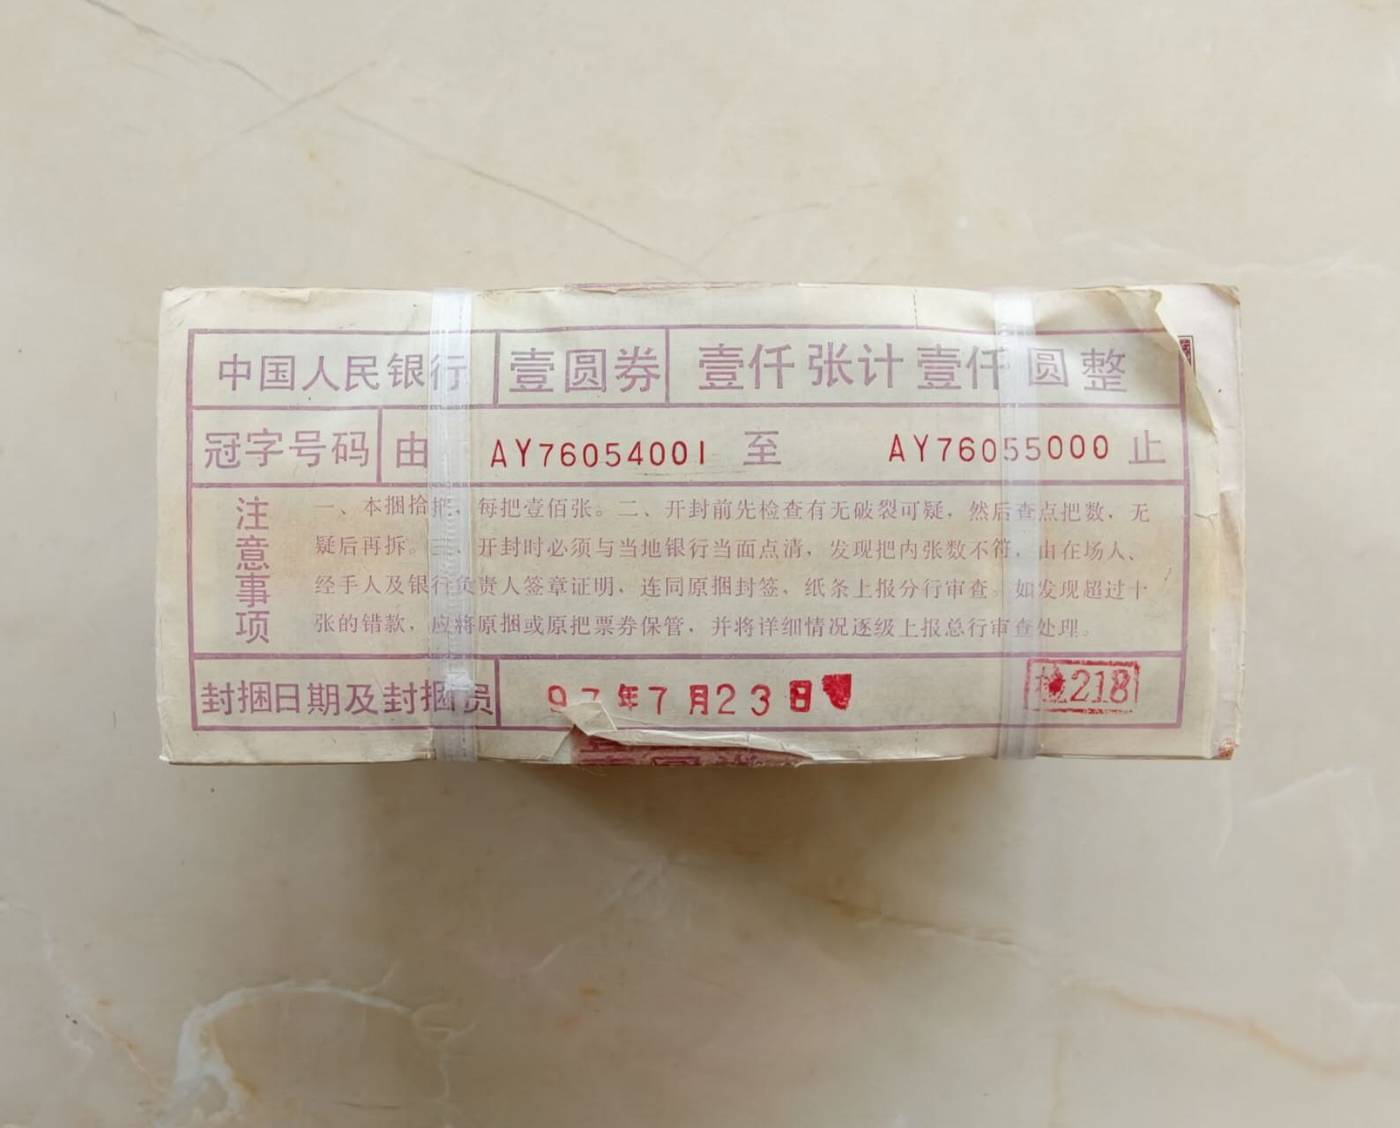 中国人民银行 壹圆券 壹仟张计壹仟圆整
冠字号码 由 AY76054001 至 AY76055000 止
注意事项
一、本捆拾把，每把壹佰张。二、开封前先检查有无破裂可疑，然后查点把数，无
疑后再拆。三、开封时必须与当地银行当面点清，发现把内张数不符，由在场人、
经手人及银行负责人签章证明，连同原捆封签，纸条上报分行审查。如发现超过十
张的错款，应将原捆或原把票券保管，并将详细情况逐级上报总行审查处理。
封捆日期及封捆员 97年7月23日 218